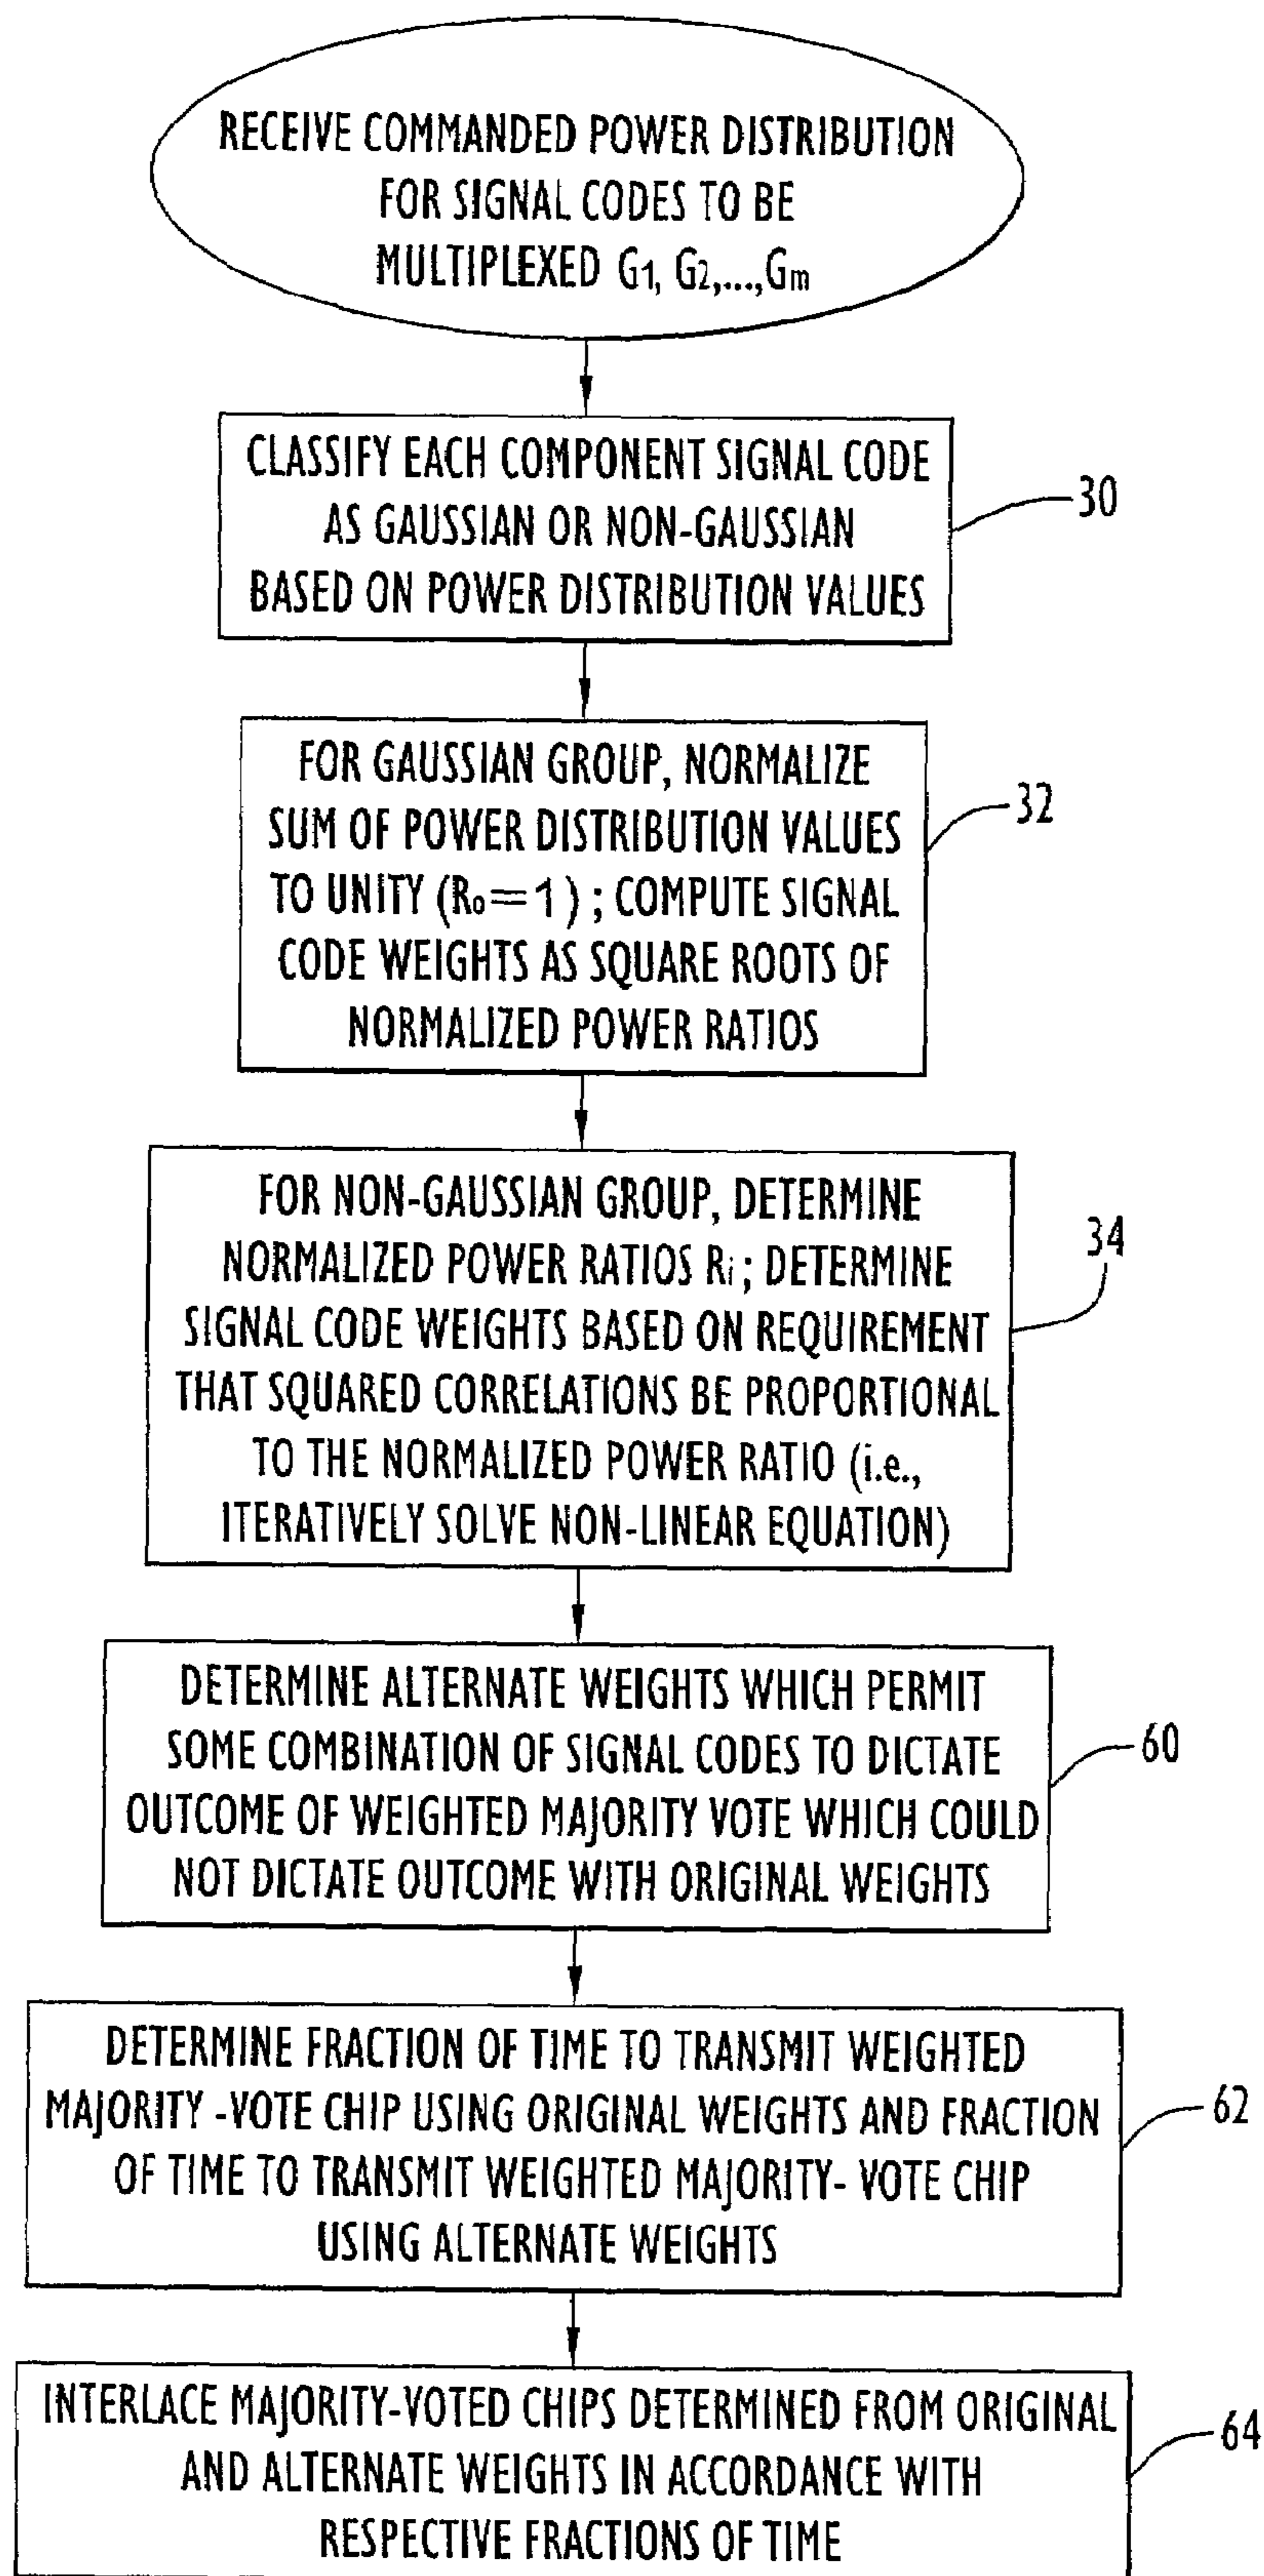 RECEIVE COMMANDED POWER DISTRIBUTION
FOR SIGNAL CODES TO BE
MULTIPLEXED G1, G2,...,Gm
CLASSIFY EACH COMPONENT SIGNAL CODE
AS GAUSSIAN OR NON-GAUSSIAN
BASED ON POWER DISTRIBUTION VALUES
30
FOR GAUSSIAN GROUP, NORMALIZE
SUM OF POWER DISTRIBUTION VALUES
TO UNITY (Ro=1) ; COMPUTE SIGNAL
CODE WEIGHTS AS SQUARE ROOTS OF
NORMALIZED POWER RATIOS
32
FOR NON-GAUSSIAN GROUP, DETERMINE
NORMALIZED POWER RATIOS Ri ; DETERMINE
SIGNAL CODE WEIGHTS BASED ON REQUIREMENT
THAT SQUARED CORRELATIONS BE PROPORTIONAL
TO THE NORMALIZED POWER RATIO (i.e.,
ITERATIVELY SOLVE NON-LINEAR EQUATION)
34
DETERMINE ALTERNATE WEIGHTS WHICH PERMIT
SOME COMBINATION OF SIGNAL CODES TO DICTATE
OUTCOME OF WEIGHTED MAJORITY VOTE WHICH COULD
NOT DICTATE OUTCOME WITH ORIGINAL WEIGHTS
60
DETERMINE FRACTION OF TIME TO TRANSMIT WEIGHTED
MAJORITY -VOTE CHIP USING ORIGINAL WEIGHTS AND FRACTION
OF TIME TO TRANSMIT WEIGHTED MAJORITY- VOTE CHIP
USING ALTERNATE WEIGHTS
62
INTERLACE MAJORITY-VOTED CHIPS DETERMINED FROM ORIGINAL
AND ALTERNATE WEIGHTS IN ACCORDANCE WITH
RESPECTIVE FRACTIONS OF TIME
64